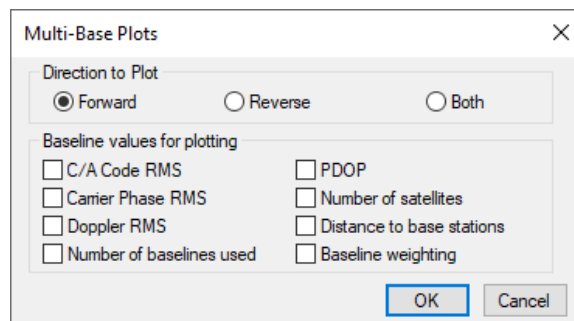 Multi-Base Plots
Direction to Plot
Forward Reverse Both
Baseline values for plotting
C/A Code RMS PDOP
Carrier Phase RMS Number of satellites
Doppler RMS Distance to base stations
Number of baselines used Baseline weighting
OK Cancel